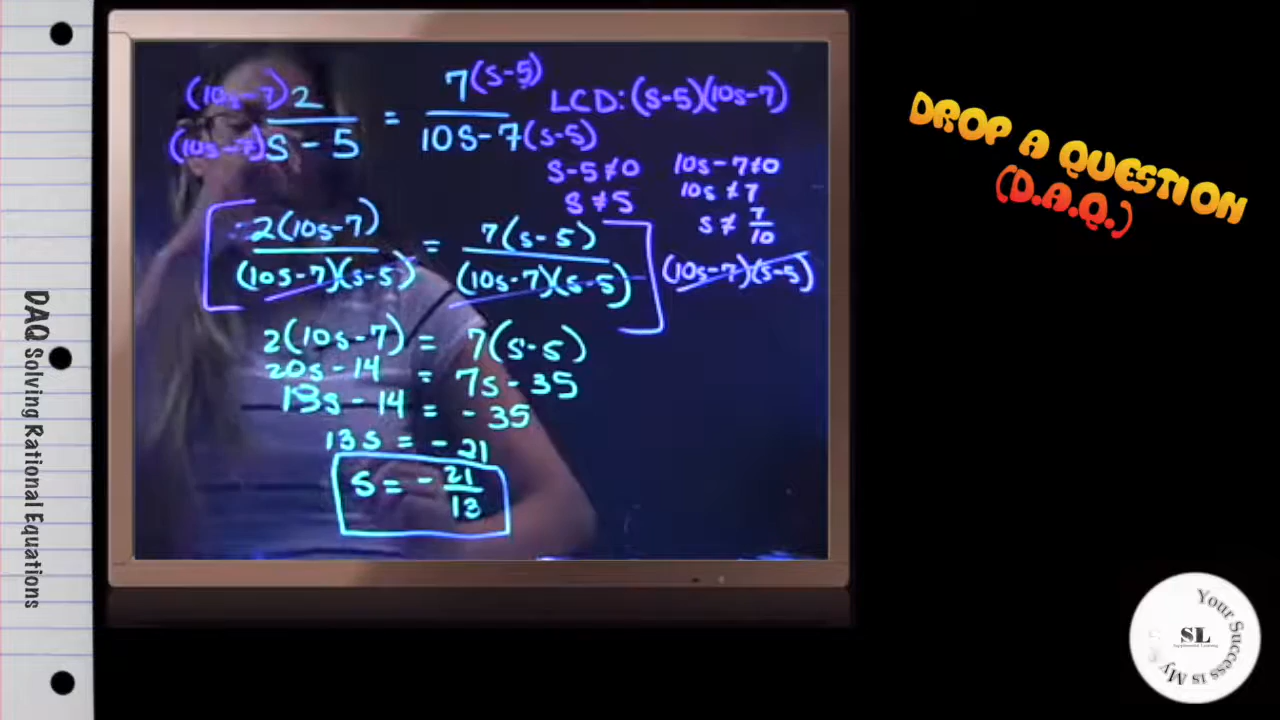 DAQ Solving Rational Equations
(10s-7) 2 = 7 (s-5)
(10s-7) s - 5 10s-7 (s-5)
LCD: (s-5)(10s-7)
s-5≠0
s≠5
10s-7≠0
10s≠7
s≠ 7/10
[ 2(10s-7) = 7(s-5) ]
(10s-7)(s-5) (10s-7)(s-5)
(10s-7)(s-5)
2(10s-7) = 7(s-5)
20s-14 = 7s-35
13s-14 = -35
13s = -21
s = - 21/13
DROP A QUESTION
(D.A.Q.)
Your Success is My
SL
Supplemental Learning